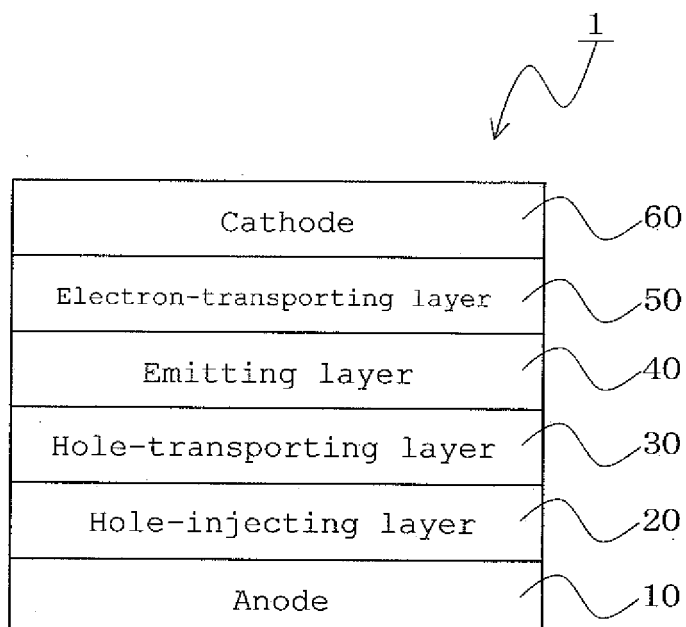 1
Cathode 60
Electron-transporting layer 50
Emitting layer 40
Hole-transporting layer 30
Hole-injecting layer 20
Anode 10